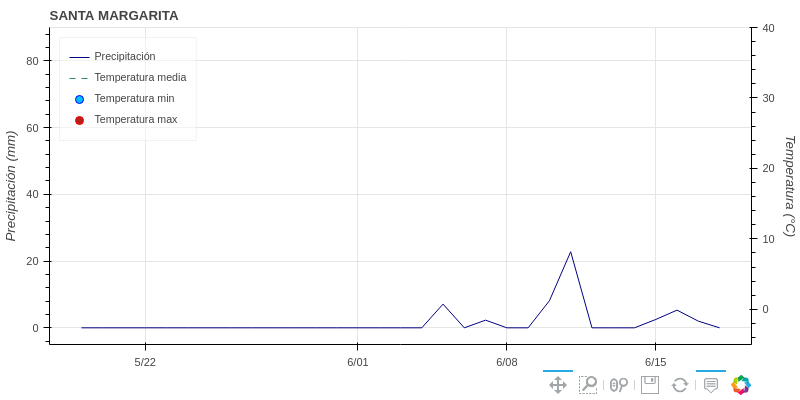 SANTA MARGARITA
Precipitación
Temperatura media
Temperatura min
Temperatura max
Precipitación (mm)
80
60
40
20
0
Temperatura (°C)
40
30
20
10
0
5/22
6/01
6/08
6/15